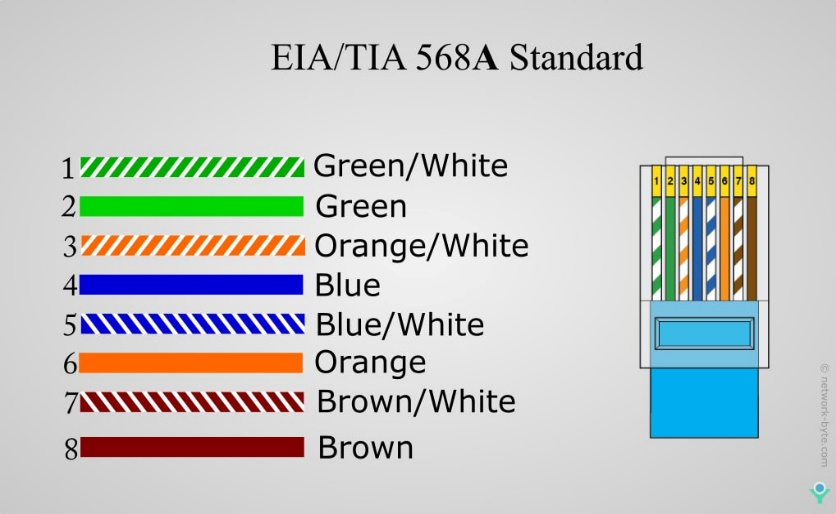 EIA/TIA 568A Standard
1 Green/White
2 Green
3 Orange/White
4 Blue
5 Blue/White
6 Orange
7 Brown/White
8 Brown
1 2 3 4 5 6 7 8
© network-byte.com